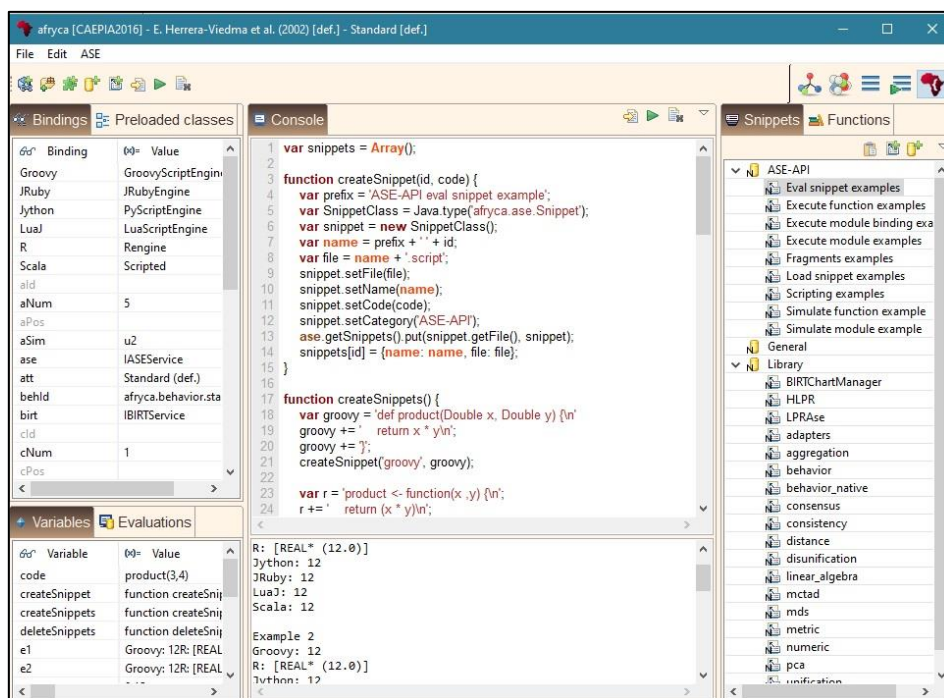 afryca [CAEPIA2016] - E. Herrera-Viedma et al. (2002) [def.] - Standard [def.]
File Edit ASE
Bindings Preloaded classes
Binding Value
Groovy GroovyScriptEngin
JRuby JRubyEngine
Jython PyScriptEngine
LuaJ LuaScriptEngine
R Rengine
Scala Scripted
aId
aNum 5
aPos
aSim u2
ase IASEService
att Standard (def.)
behId afryca.behavior.sta
birt IBIRTService
cId
cNum 1
cPos
Variables Evaluations
Variable Value
code product(3,4)
createSnippet function createSnip
createSnippets function createSnip
deleteSnippets function deleteSnip
e1 Groovy: 12R: [REAL
e2 Groovy: 12R: [REAL
Console
1 var snippets = Array();
2
3 function createSnippet(id, code) {
4 var prefix = 'ASE-API eval snippet example';
5 var SnippetClass = Java.type('afryca.ase.Snippet');
6 var snippet = new SnippetClass();
7 var name = prefix + ' ' + id;
8 var file = name + '.script';
9 snippet.setFile(file);
10 snippet.setName(name);
11 snippet.setCode(code);
12 snippet.setCategory('ASE-API');
13 ase.getSnippets().put(snippet.getFile(), snippet);
14 snippets[id] = {name: name, file: file};
15 }
16
17 function createSnippets() {
18 var groovy = 'def product(Double x, Double y) {\n'
19 groovy += ' return x * y\n';
20 groovy += '}';
21 createSnippet('groovy', groovy);
22
23 var r = 'product <- function(x ,y) {\n';
24 r += ' return (x * y)\n';
R: [REAL* (12.0)]
Jython: 12
JRuby: 12
LuaJ: 12
Scala: 12
Example 2
Groovy: 12
R: [REAL* (12.0)]
Jython: 12
Snippets Functions
ASE-API
Eval snippet examples
Execute function examples
Execute module binding exa
Execute module examples
Fragments examples
Load snippet examples
Scripting examples
Simulate function example
Simulate module example
General
Library
BIRTChartManager
HLPR
LPRAse
adapters
aggregation
behavior
behavior_native
consensus
consistency
distance
disunification
linear_algebra
mctad
mds
metric
numeric
pca
unification